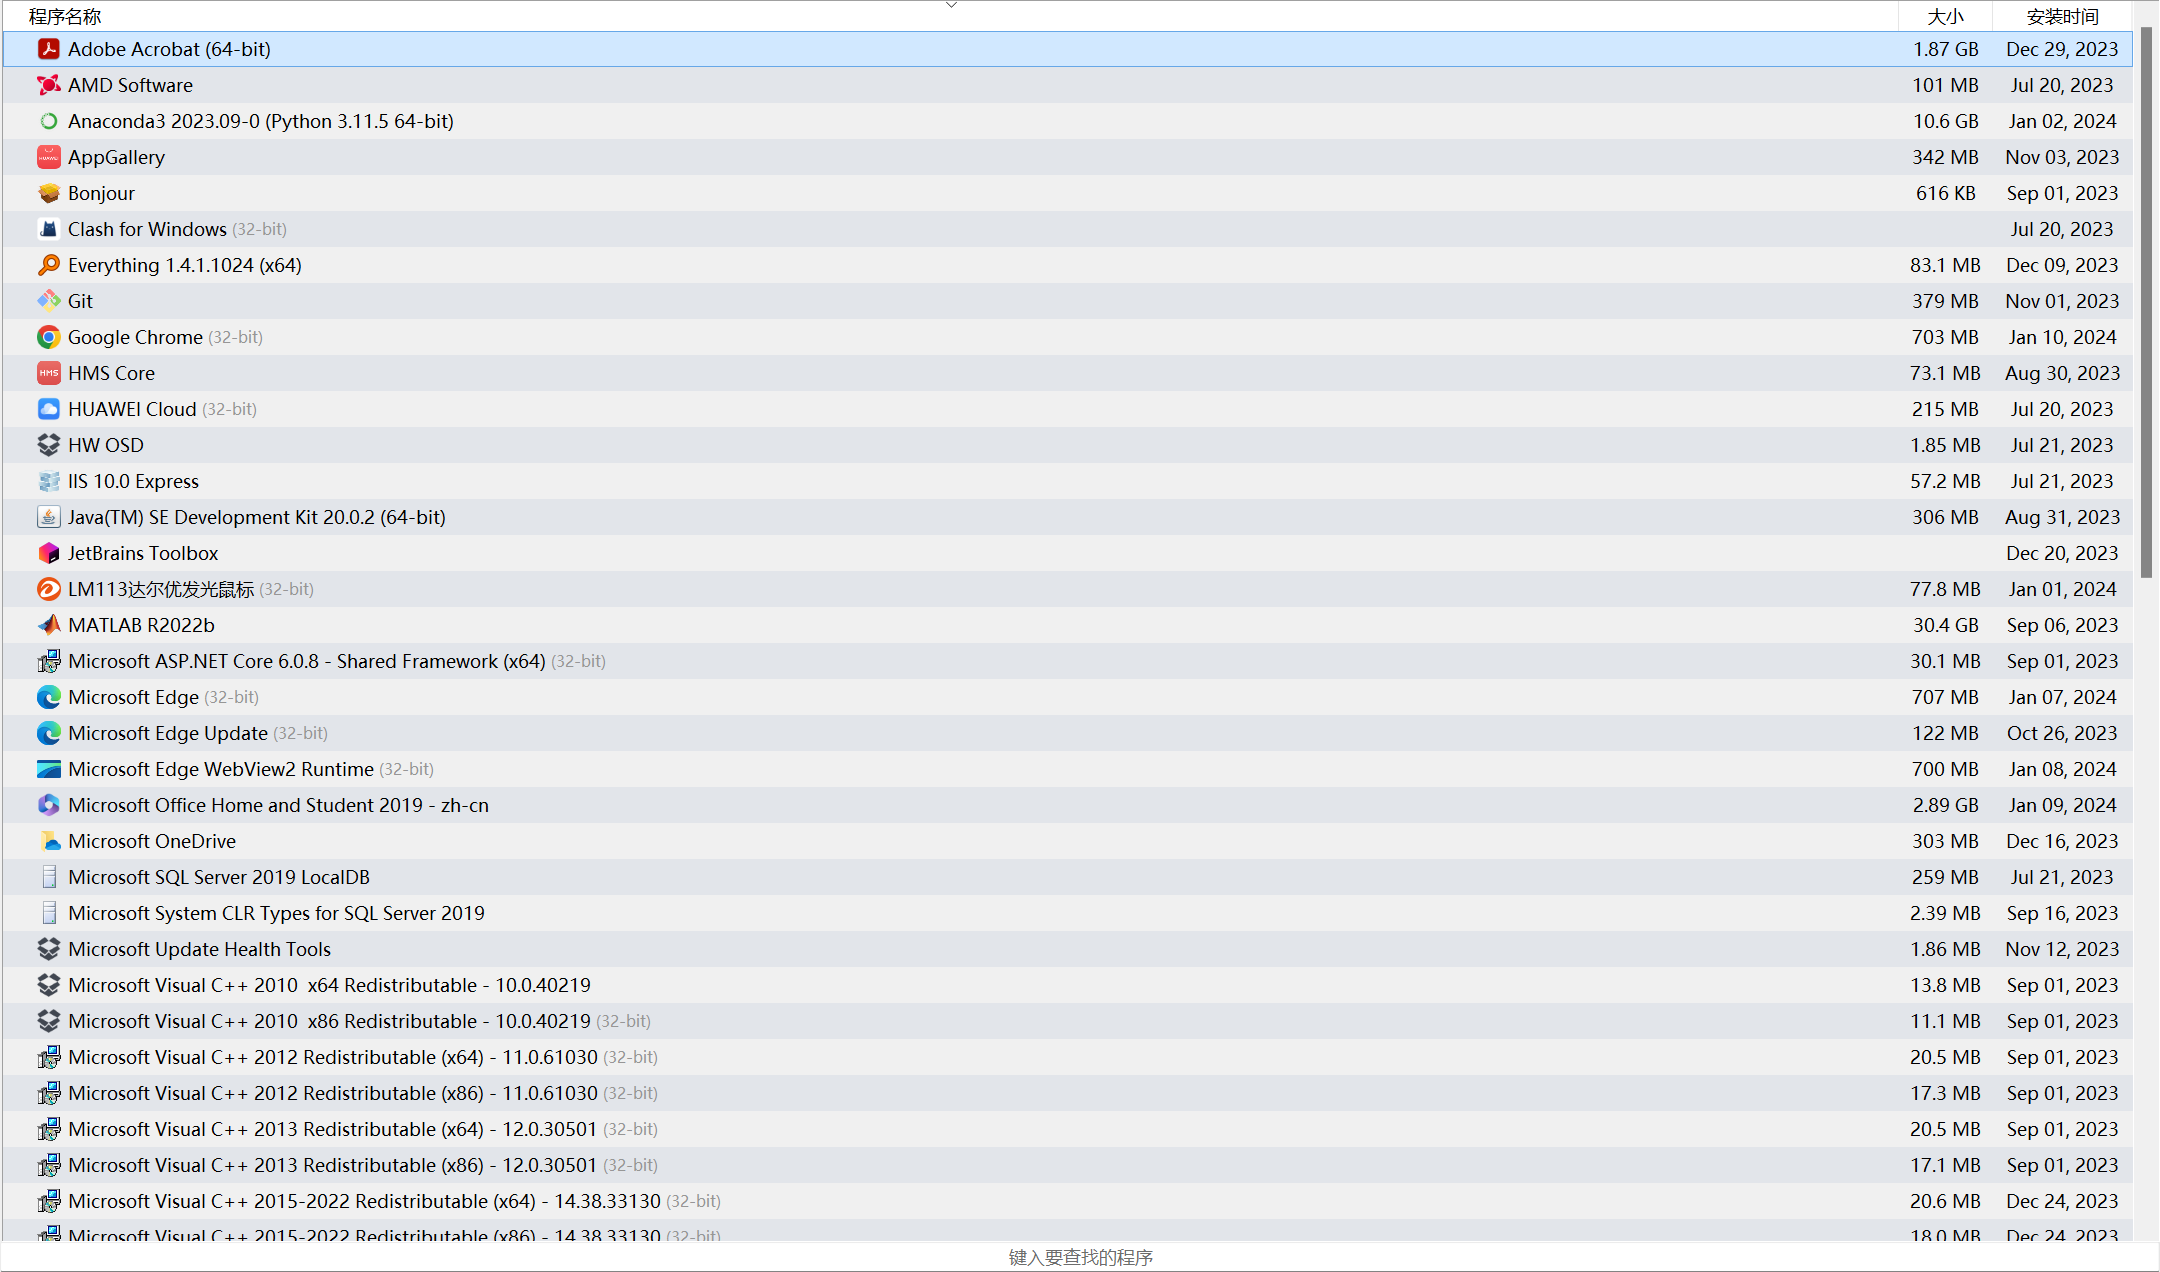 程序名称 大小 安装时间
Adobe Acrobat (64-bit) 1.87 GB Dec 29, 2023
AMD Software 101 MB Jul 20, 2023
Anaconda3 2023.09-0 (Python 3.11.5 64-bit) 10.6 GB Jan 02, 2024
AppGallery 342 MB Nov 03, 2023
Bonjour 616 KB Sep 01, 2023
Clash for Windows (32-bit) Jul 20, 2023
Everything 1.4.1.1024 (x64) 83.1 MB Dec 09, 2023
Git 379 MB Nov 01, 2023
Google Chrome (32-bit) 703 MB Jan 10, 2024
HMS Core 73.1 MB Aug 30, 2023
HUAWEI Cloud (32-bit) 215 MB Jul 20, 2023
HW OSD 1.85 MB Jul 21, 2023
IIS 10.0 Express 57.2 MB Jul 21, 2023
Java(TM) SE Development Kit 20.0.2 (64-bit) 306 MB Aug 31, 2023
JetBrains Toolbox Dec 20, 2023
LM113达尔优发光鼠标 (32-bit) 77.8 MB Jan 01, 2024
MATLAB R2022b 30.4 GB Sep 06, 2023
Microsoft ASP.NET Core 6.0.8 - Shared Framework (x64) (32-bit) 30.1 MB Sep 01, 2023
Microsoft Edge (32-bit) 707 MB Jan 07, 2024
Microsoft Edge Update (32-bit) 122 MB Oct 26, 2023
Microsoft Edge WebView2 Runtime (32-bit) 700 MB Jan 08, 2024
Microsoft Office Home and Student 2019 - zh-cn 2.89 GB Jan 09, 2024
Microsoft OneDrive 303 MB Dec 16, 2023
Microsoft SQL Server 2019 LocalDB 259 MB Jul 21, 2023
Microsoft System CLR Types for SQL Server 2019 2.39 MB Sep 16, 2023
Microsoft Update Health Tools 1.86 MB Nov 12, 2023
Microsoft Visual C++ 2010  x64 Redistributable - 10.0.40219 13.8 MB Sep 01, 2023
Microsoft Visual C++ 2010  x86 Redistributable - 10.0.40219 (32-bit) 11.1 MB Sep 01, 2023
Microsoft Visual C++ 2012 Redistributable (x64) - 11.0.61030 (32-bit) 20.5 MB Sep 01, 2023
Microsoft Visual C++ 2012 Redistributable (x86) - 11.0.61030 (32-bit) 17.3 MB Sep 01, 2023
Microsoft Visual C++ 2013 Redistributable (x64) - 12.0.30501 (32-bit) 20.5 MB Sep 01, 2023
Microsoft Visual C++ 2013 Redistributable (x86) - 12.0.30501 (32-bit) 17.1 MB Sep 01, 2023
Microsoft Visual C++ 2015-2022 Redistributable (x64) - 14.38.33130 (32-bit) 20.6 MB Dec 24, 2023
Microsoft Visual C++ 2015-2022 Redistributable (x86) - 14.38.33130 (32-bit) 18.0 MB Dec 24, 2023
键入要查找的程序